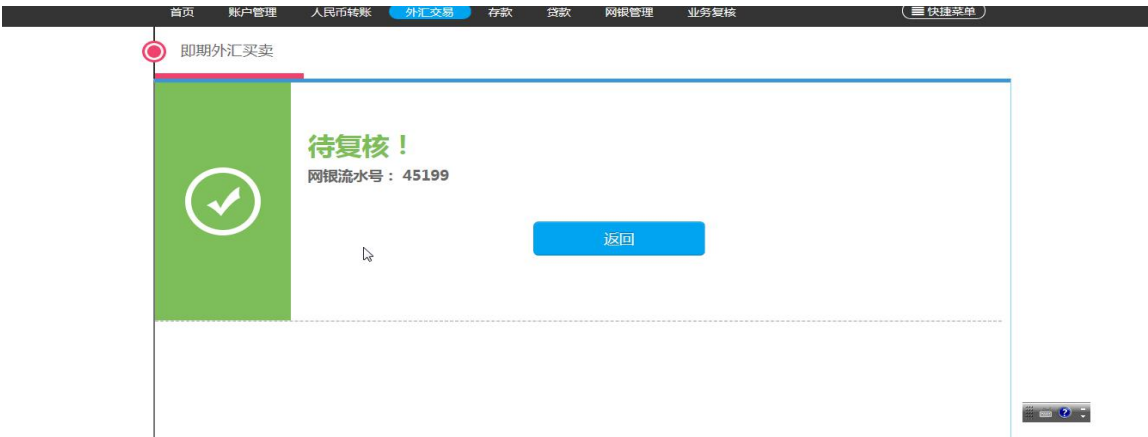 首页 账户管理 人民币转账 外汇交易 存款 贷款 网银管理 业务复核 快捷菜单
即期外汇买卖
待复核！
网银流水号： 45199
返回